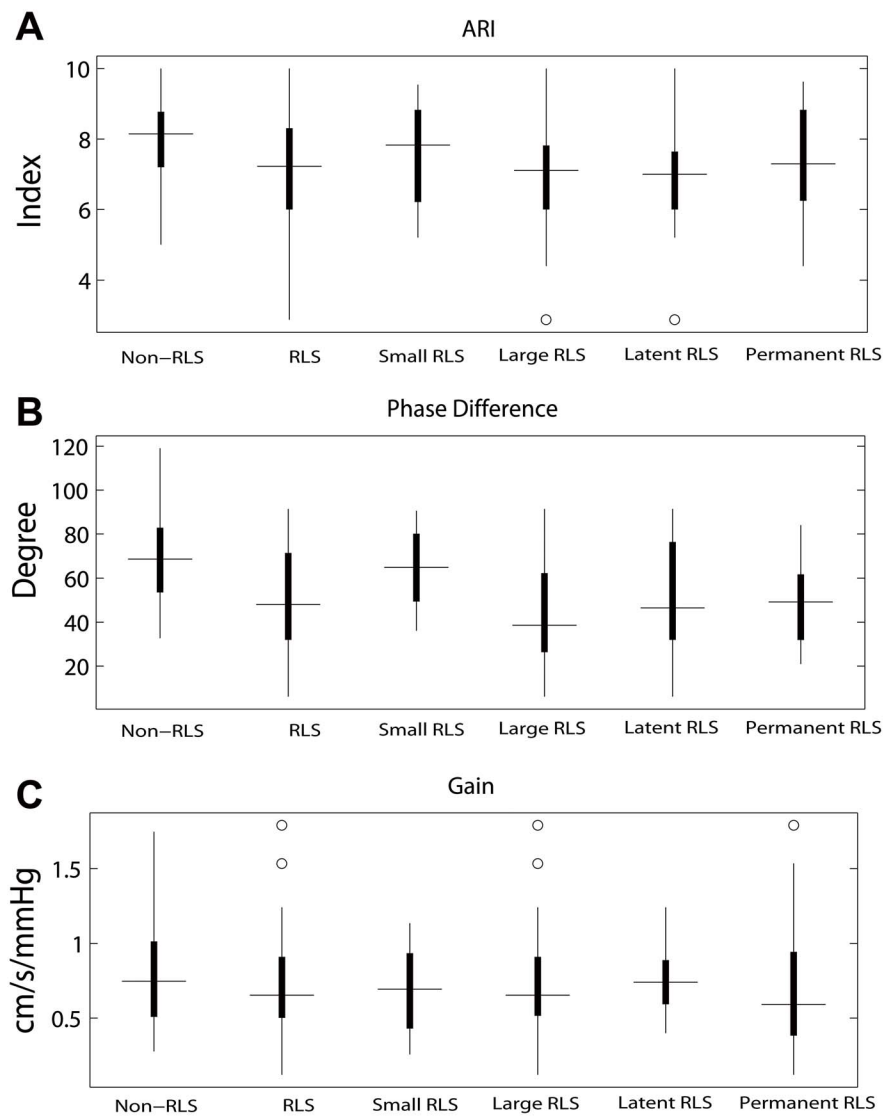 A
ARI
Index
10
8
6
4
Non−RLS RLS Small RLS Large RLS Latent RLS Permanent RLS
B
Phase Difference
Degree
120
100
80
60
40
20
Non−RLS RLS Small RLS Large RLS Latent RLS Permanent RLS
C
Gain
cm/s/mmHg
1.5
1
0.5
Non−RLS RLS Small RLS Large RLS Latent RLS Permanent RLS